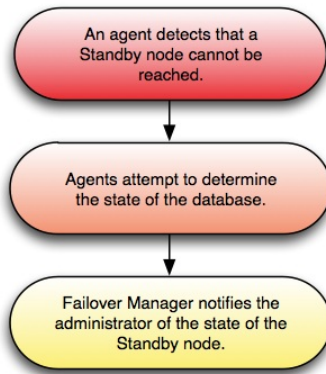 An agent detects that a
Standby node cannot be
reached.
Agents attempt to determine
the state of the database.
Failover Manager notifies the
administrator of the state of the
Standby node.